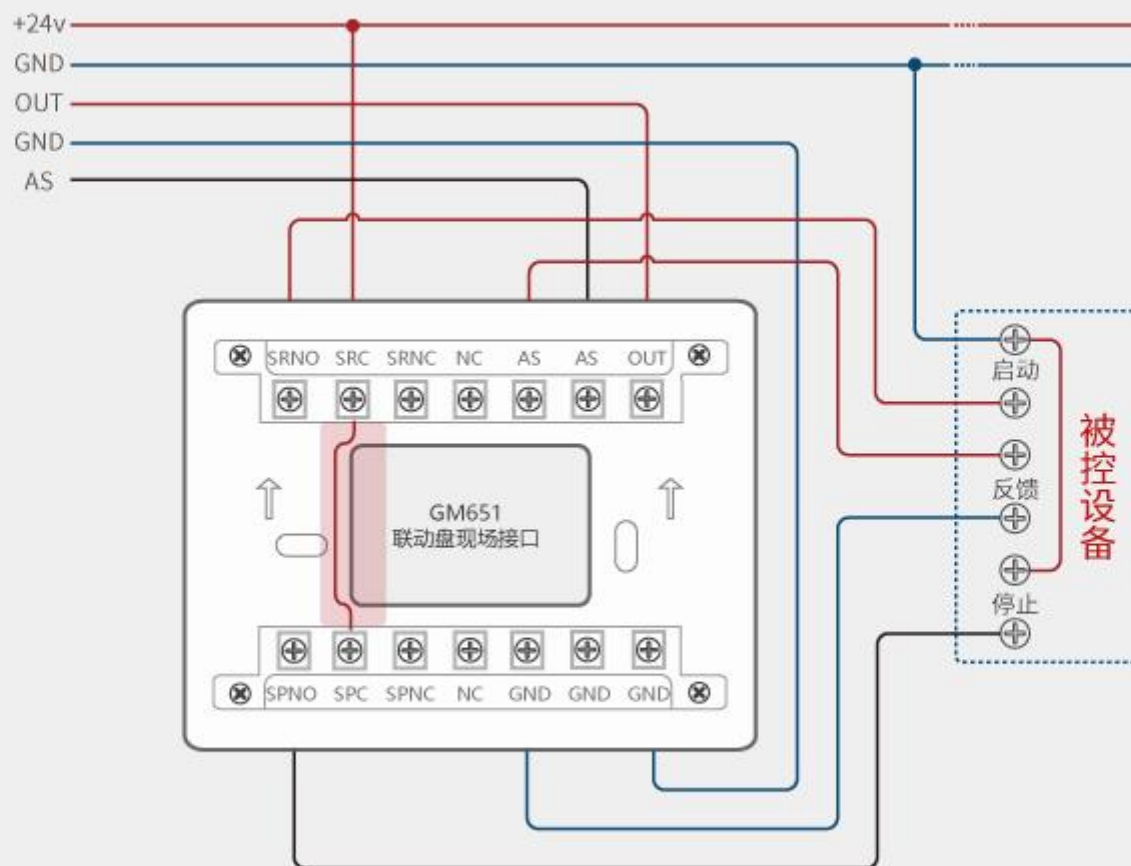 +24v
GND
OUT
GND
AS
SRNO SRC SRNC NC AS AS OUT
GM651
联动盘现场接口
SPNO SPC SPNC NC GND GND GND
启动
反馈
停止
被控设备